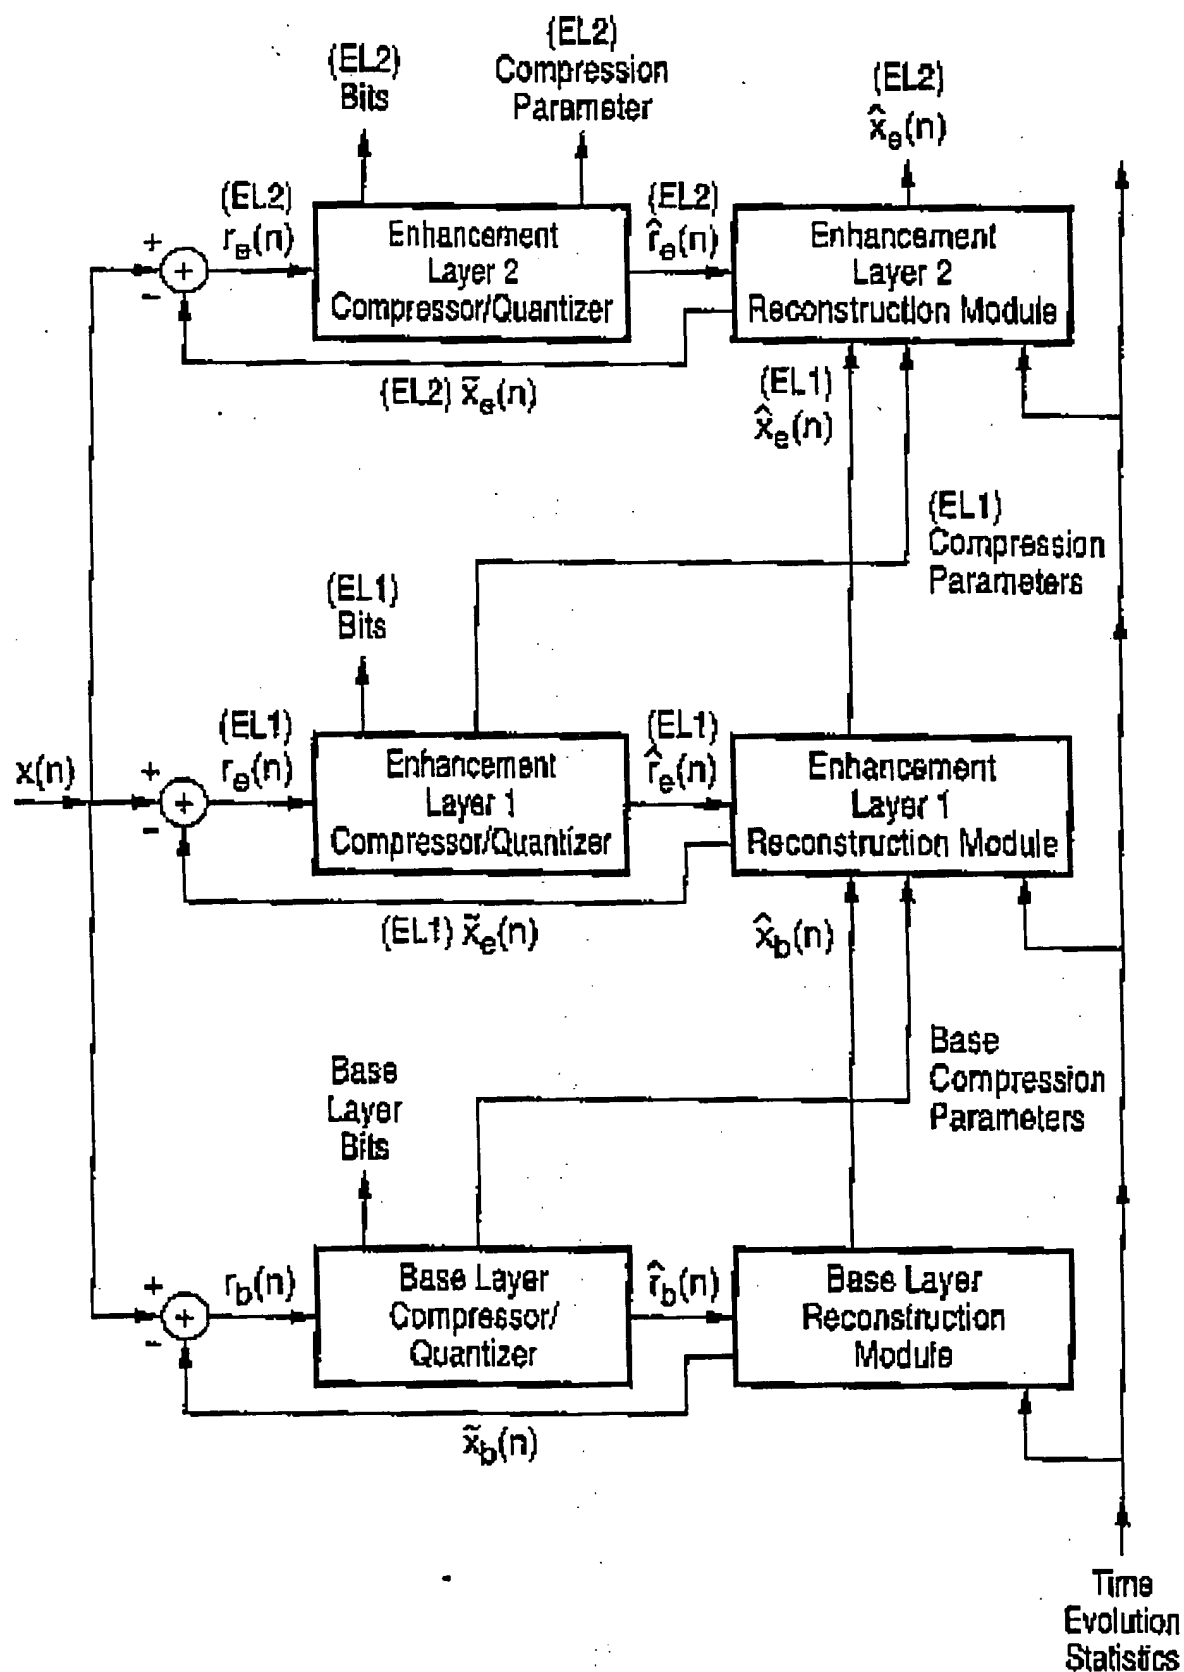 (EL2)
Bits
(EL2)
Compression
Parameter
(EL2)
x̂e(n)
(EL2)
re(n)
+
+
−
Enhancement
Layer 2
Compressor/Quantizer
(EL2)
r̂e(n)
Enhancement
Layer 2
Reconstruction Module
(EL2) x̃e(n)
(EL1)
x̂e(n)
(EL1)
Compression
Parameters
(EL1)
Bits
x(n)
+
+
−
(EL1)
re(n)
Enhancement
Layer 1
Compressor/Quantizer
(EL1)
r̂e(n)
Enhancement
Layer 1
Reconstruction Module
(EL1) x̃e(n)
x̂b(n)
Base
Compression
Parameters
Base
Layer
Bits
+
+
−
rb(n)
Base Layer
Compressor/
Quantizer
r̂b(n)
Base Layer
Reconstruction
Module
x̃b(n)
Time
Evolution
Statistics